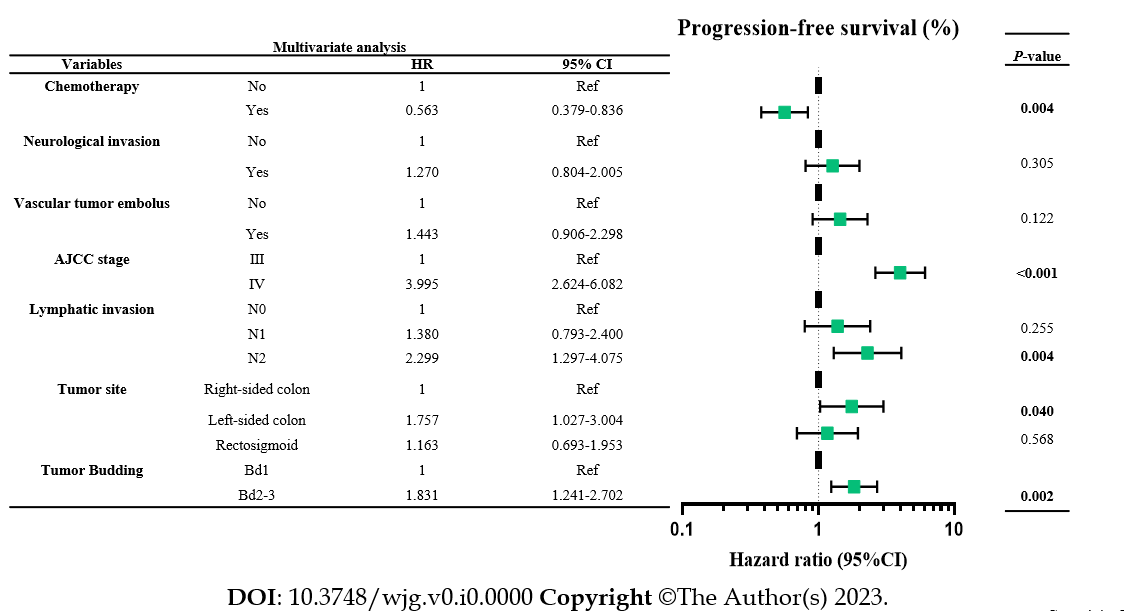 Progression-free survival (%)
Multivariate analysis
Variables HR 95% CI P-value
Chemotherapy No 1 Ref
Yes 0.563 0.379-0.836 0.004
Neurological invasion No 1 Ref
Yes 1.270 0.804-2.005 0.305
Vascular tumor embolus No 1 Ref
Yes 1.443 0.906-2.298 0.122
AJCC stage III 1 Ref
IV 3.995 2.624-6.082 <0.001
Lymphatic invasion N0 1 Ref
N1 1.380 0.793-2.400 0.255
N2 2.299 1.297-4.075 0.004
Tumor site Right-sided colon 1 Ref
Left-sided colon 1.757 1.027-3.004 0.040
Rectosigmoid 1.163 0.693-1.953 0.568
Tumor Budding Bd1 1 Ref
Bd2-3 1.831 1.241-2.702 0.002
0.1 1 10
Hazard ratio (95%CI)
DOI: 10.3748/wjg.v0.i0.0000 Copyright ©The Author(s) 2023.